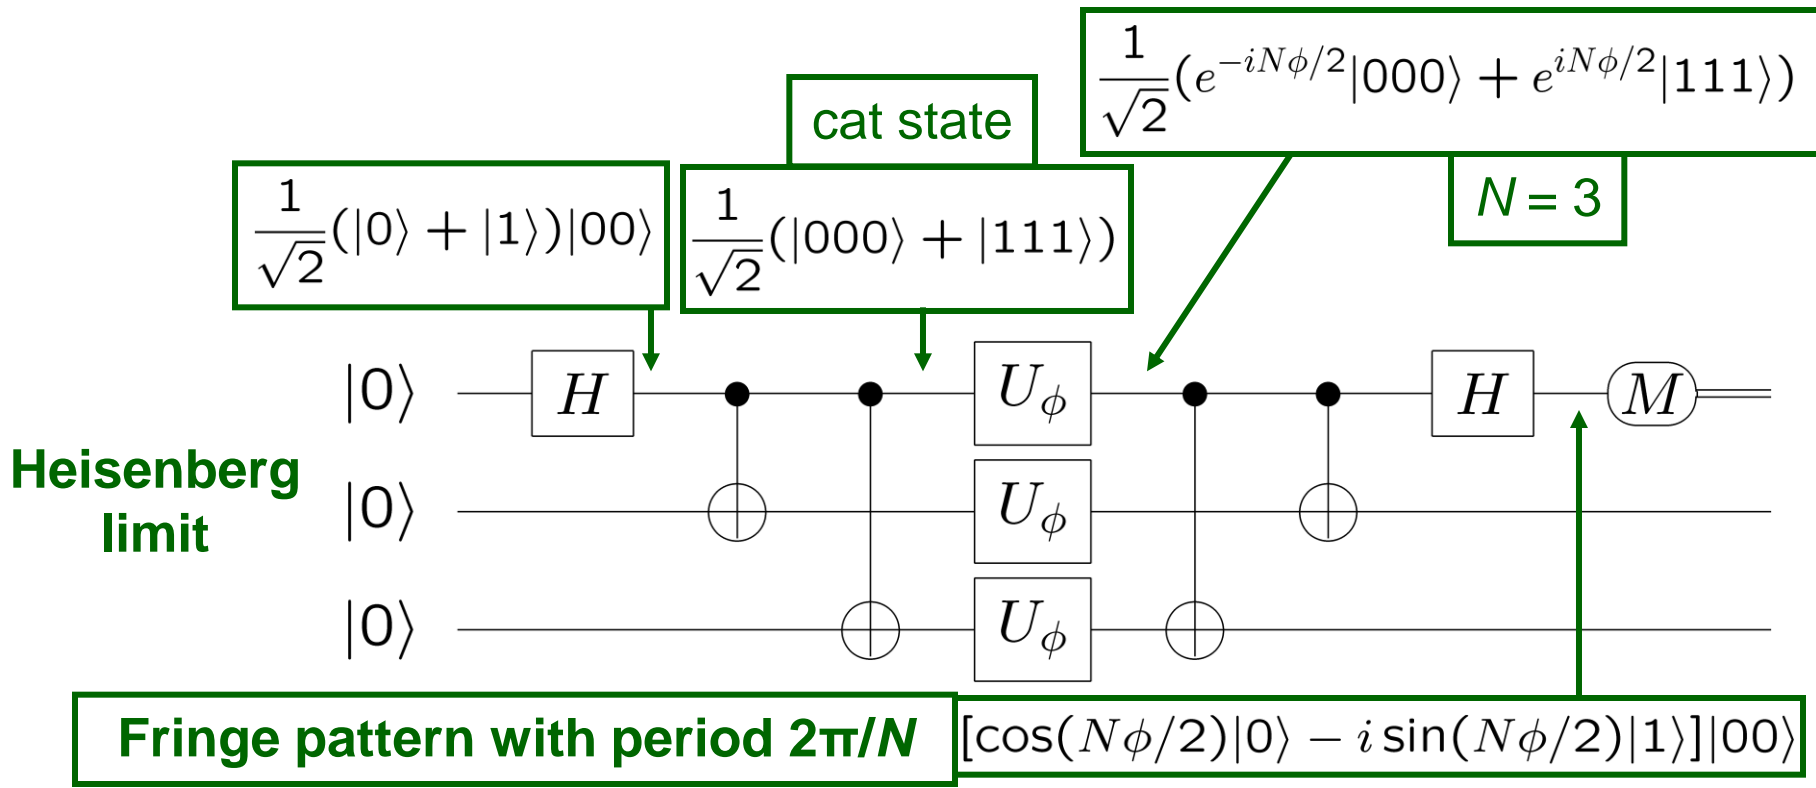 1/√2(e^{-iNϕ/2}|000⟩ + e^{iNϕ/2}|111⟩)
cat state
N = 3
1/√2(|0⟩ + |1⟩)|00⟩
1/√2(|000⟩ + |111⟩)
|0⟩ H U_ϕ H M
Heisenberg
limit
|0⟩ U_ϕ
|0⟩ U_ϕ
Fringe pattern with period 2π/N
[cos(Nϕ/2)|0⟩ − i sin(Nϕ/2)|1⟩]|00⟩